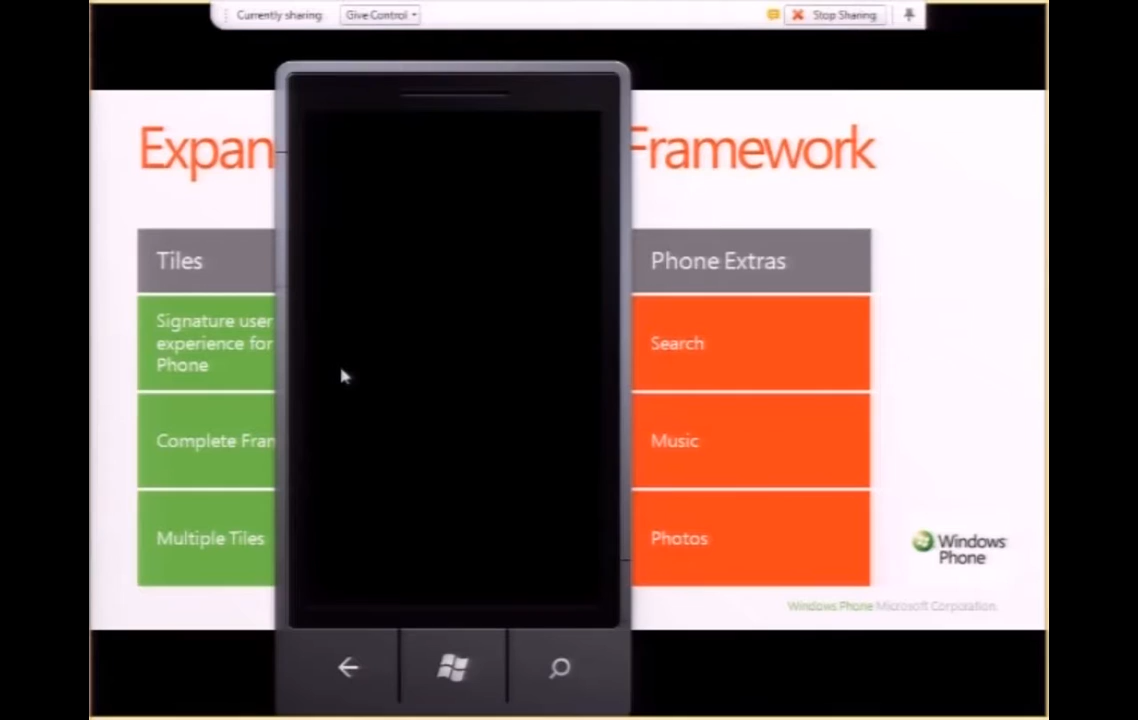 Currently sharing: Give Control Stop Sharing
Expan Framework
Tiles
Signature user
experience for
Phone
Complete Fran
Multiple Tiles
Phone Extras
Search
Music
Photos
Windows
Phone
Windows Phone Microsoft Corporation.